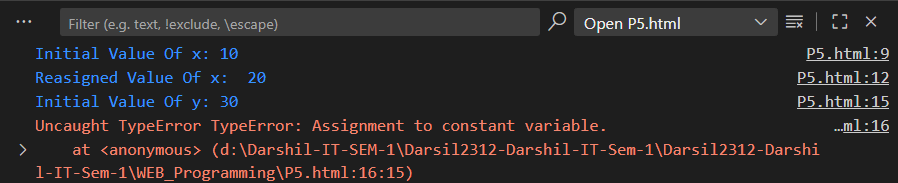 Filter (e.g. text, !exclude, \escape)
Open P5.html
Initial Value Of x: 10 P5.html:9
Reasigned Value Of x:  20 P5.html:12
Initial Value Of y: 30 P5.html:15
Uncaught TypeError TypeError: Assignment to constant variable. …ml:16
at <anonymous> (d:\Darshil-IT-SEM-1\Darsil2312-Darshil-IT-Sem-1\Darsil2312-Darshi
l-IT-Sem-1\WEB_Programming\P5.html:16:15)